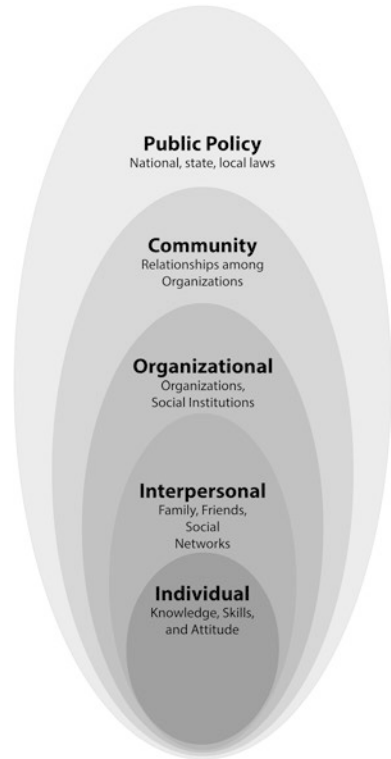 Public Policy
National, state, local laws
Community
Relationships among
Organizations
Organizational
Organizations,
Social Institutions
Interpersonal
Family, Friends,
Social
Networks
Individual
Knowledge, Skills,
and Attitude